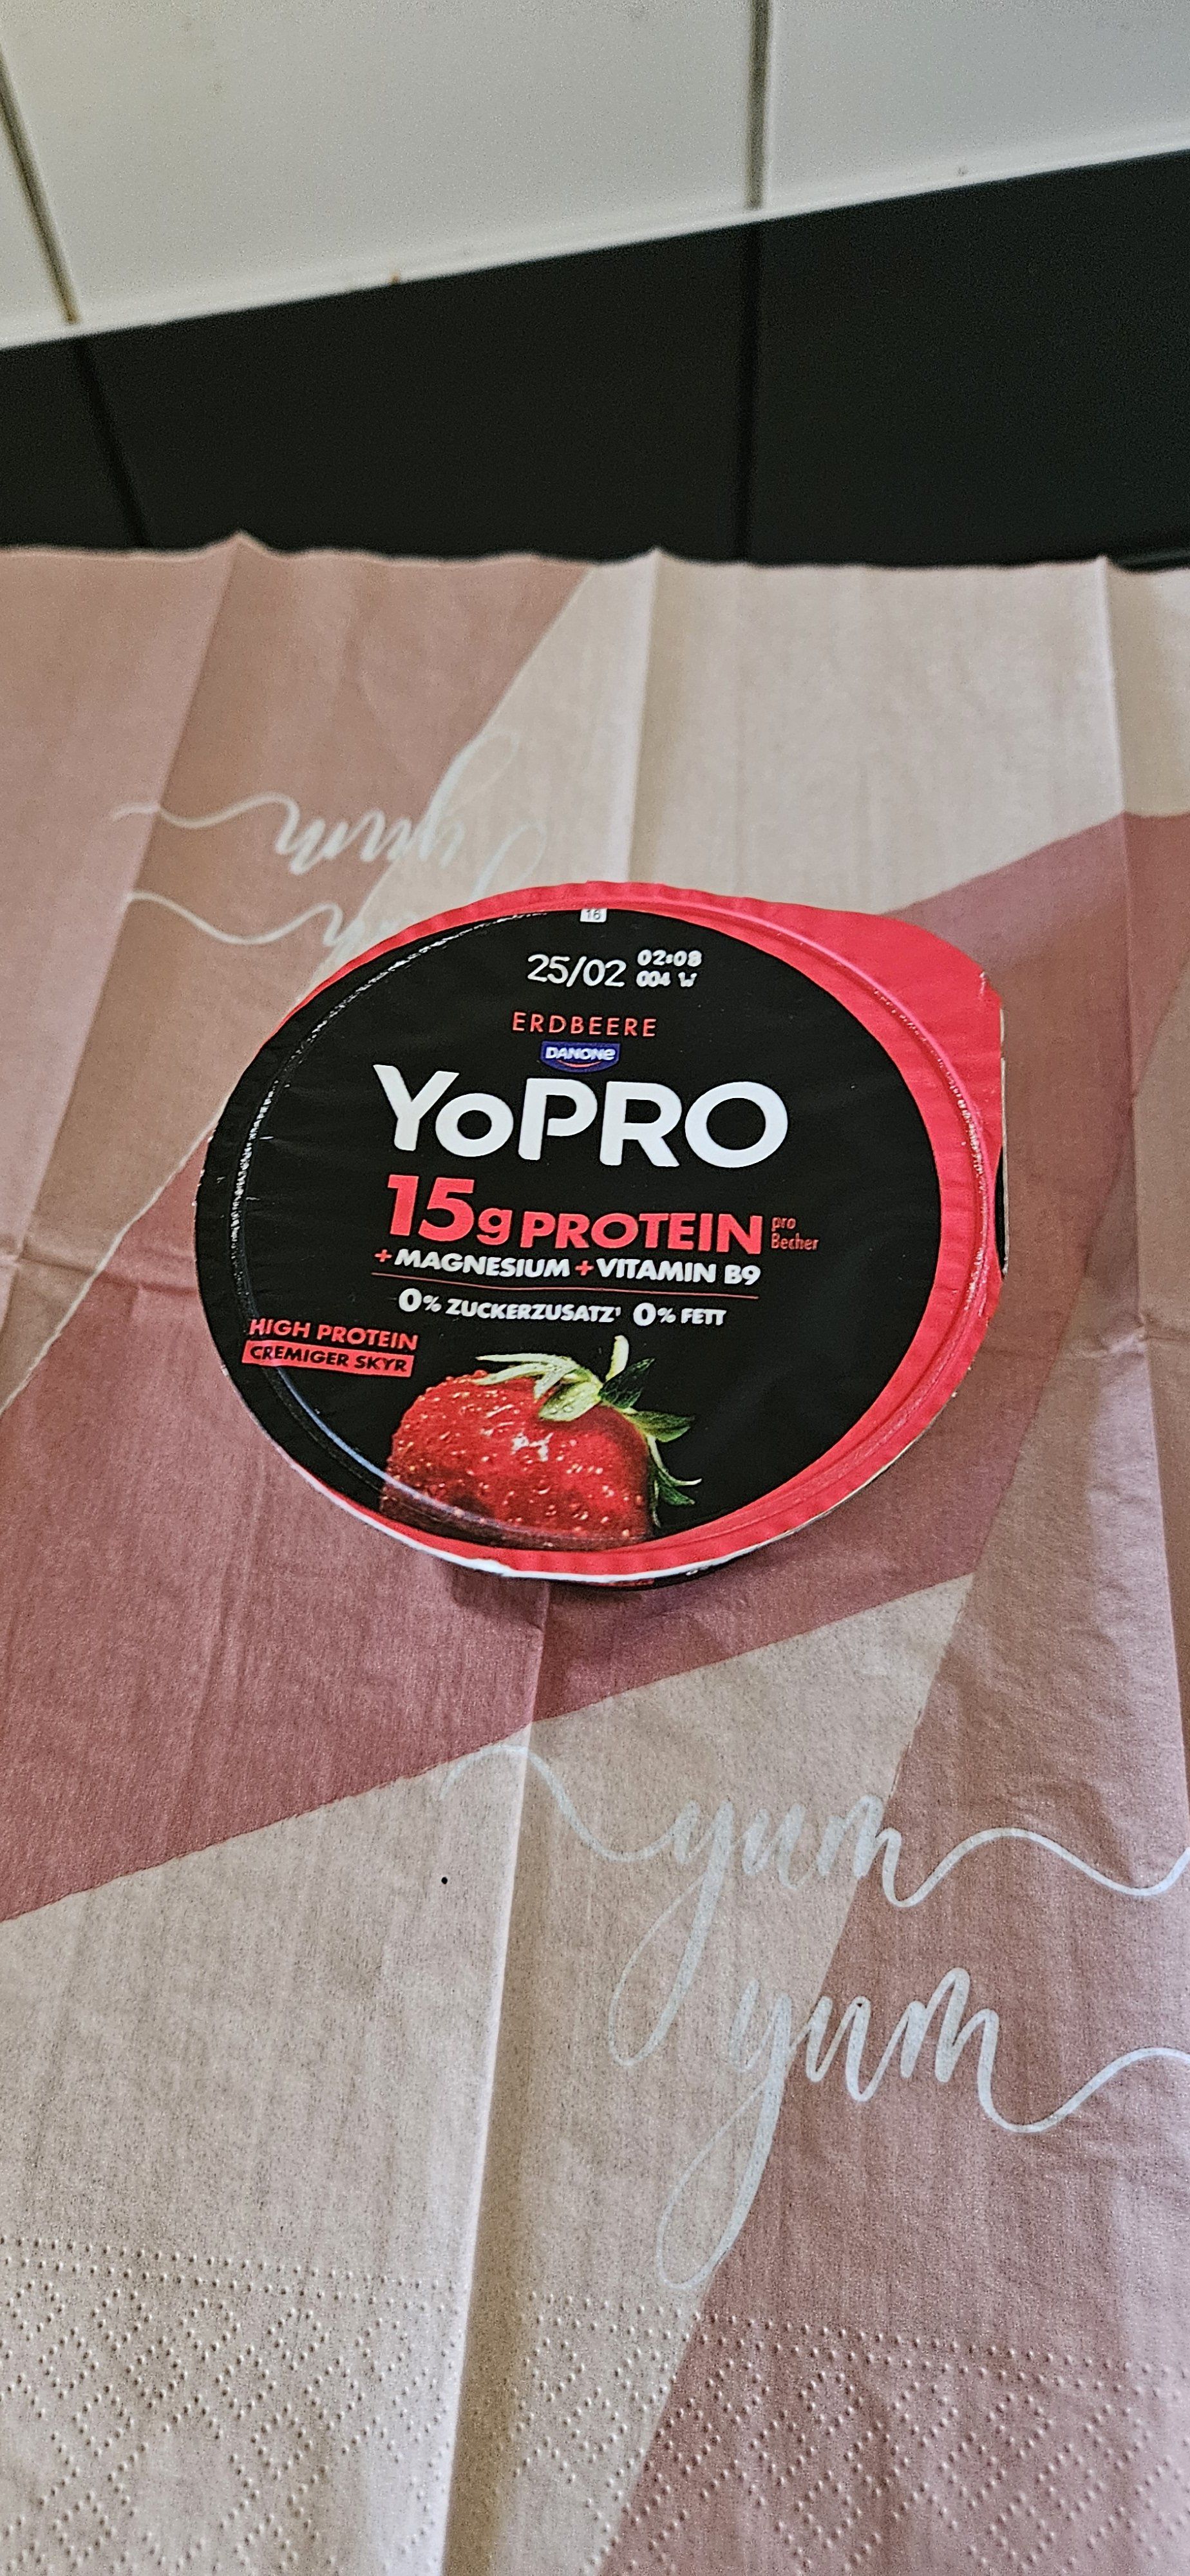 yum
16
25/02 02:08
004 W
ERDBEERE
DANONE
YoPRO
15g PROTEIN pro Becher
+MAGNESIUM +VITAMIN B9
0% ZUCKERZUSATZ¹ 0% FETT
HIGH PROTEIN
CREMIGER SKYR
yum
yum